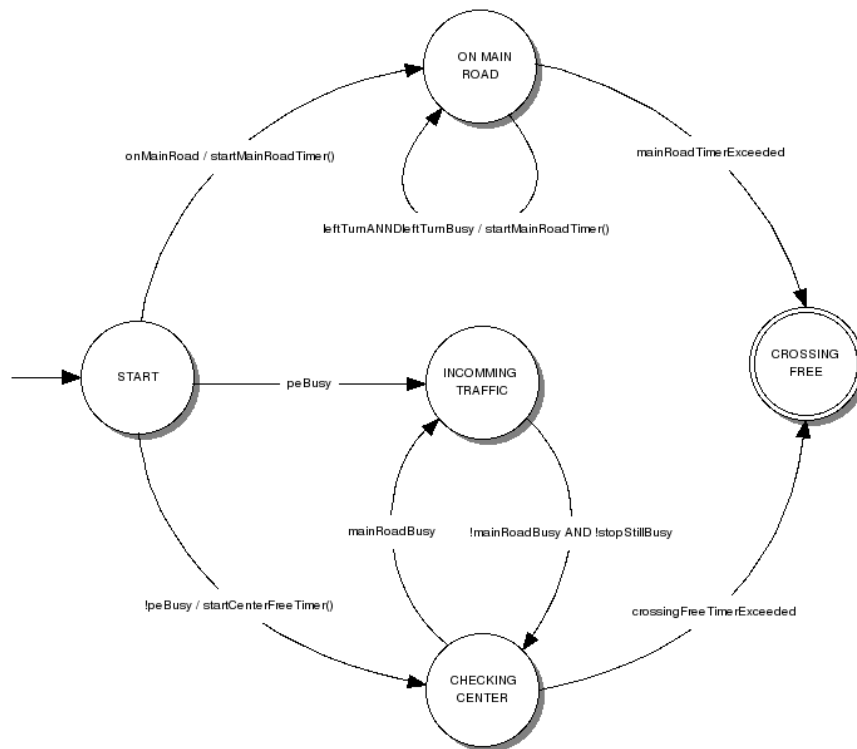 ON MAIN
ROAD
onMainRoad / startMainRoadTimer()
mainRoadTimerExceeded
leftTurnANNDleftTurnBusy / startMainRoadTimer()
START
peBusy
INCOMMING
TRAFFIC
CROSSING
FREE
mainRoadBusy
!mainRoadBusy AND !stopStillBusy
!peBusy / startCenterFreeTimer()
crossingFreeTimerExceeded
CHECKING
CENTER